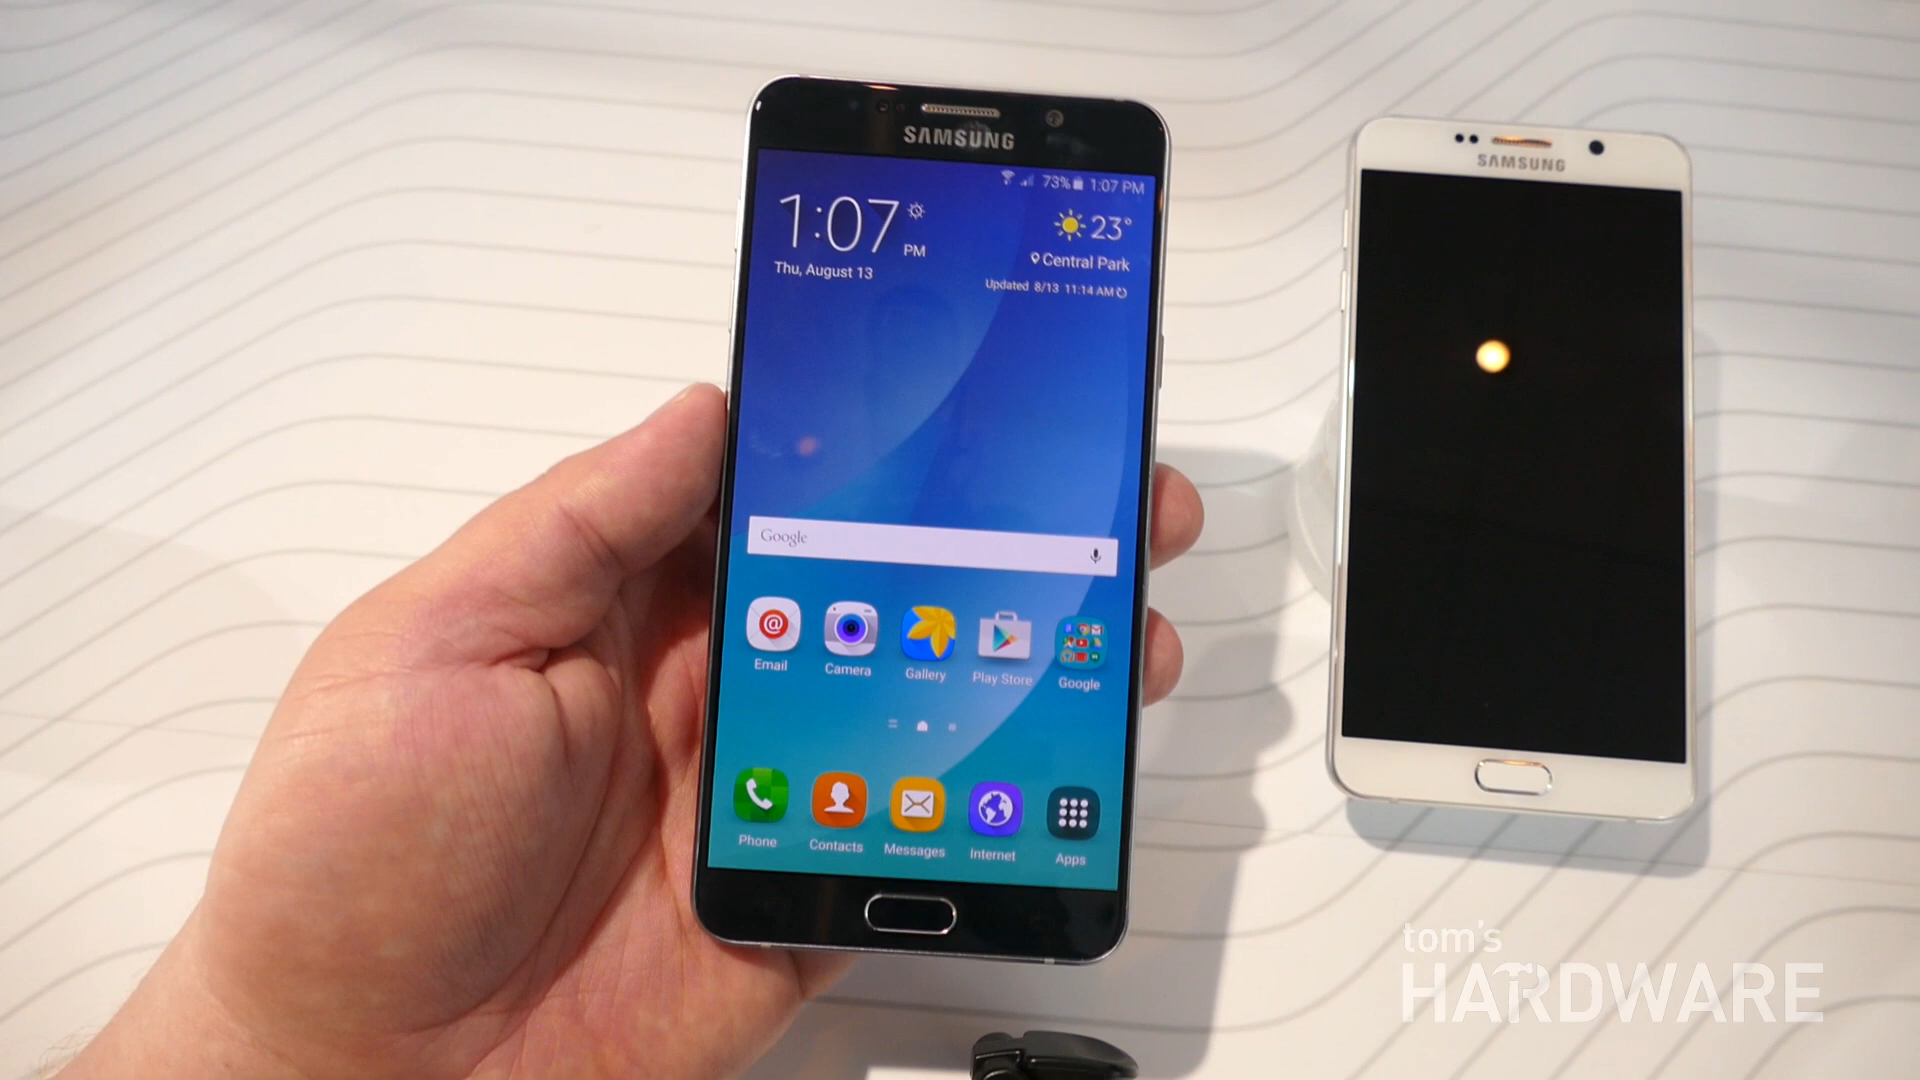 SAMSUNG
73% 1:07 PM
1:07 PM
Thu, August 13
23°
Central Park
Updated 8/13 11:14 AM
Google
Email
Camera
Gallery
Play Store
Google
Phone
Contacts
Messages
Internet
Apps
SAMSUNG
tom's
HARDWARE